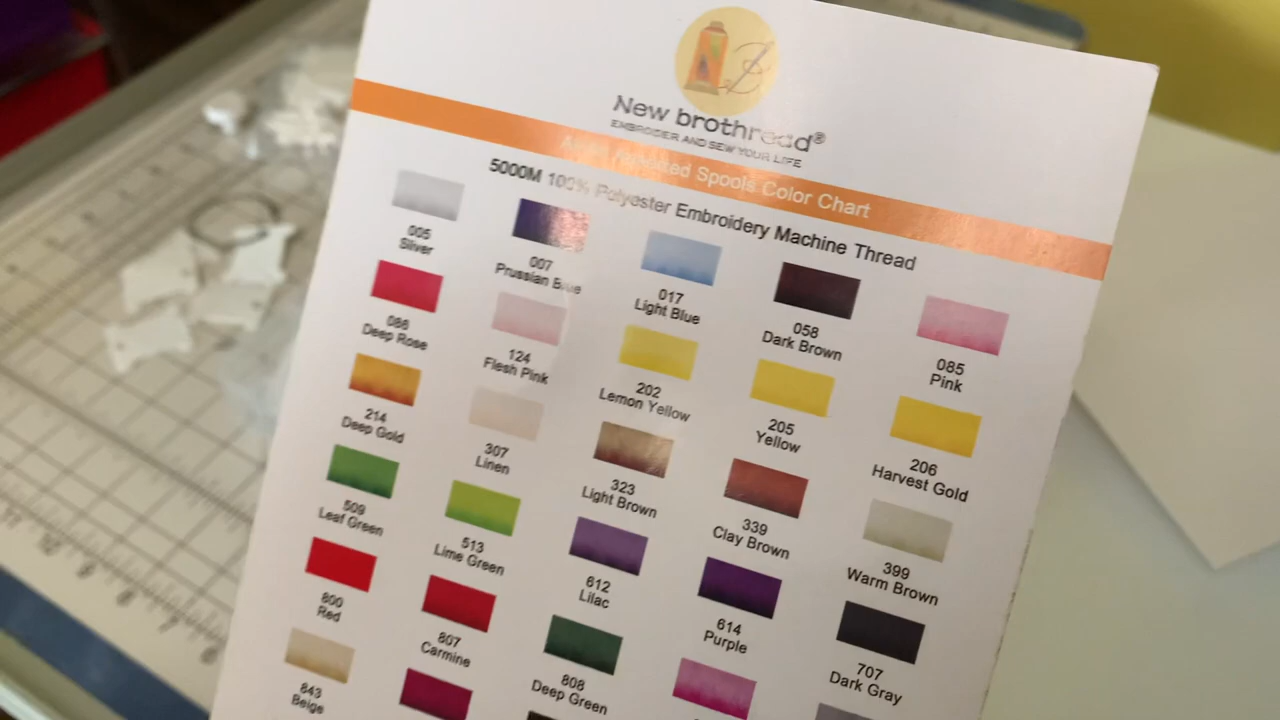 New brothread®
EMBROIDER AND SEW YOUR LIFE
Assorted Spools Color Chart
5000M 100% Polyester Embroidery Machine Thread
005
Silver
007
Prussian Blue
017
Light Blue
058
Dark Brown
085
Pink
086
Deep Rose
124
Flesh Pink
202
Lemon Yellow
205
Yellow
206
Harvest Gold
214
Deep Gold
307
Linen
323
Light Brown
339
Clay Brown
399
Warm Brown
509
Leaf Green
513
Lime Green
612
Lilac
614
Purple
707
Dark Gray
800
Red
807
Carmine
808
Deep Green
843
Beige